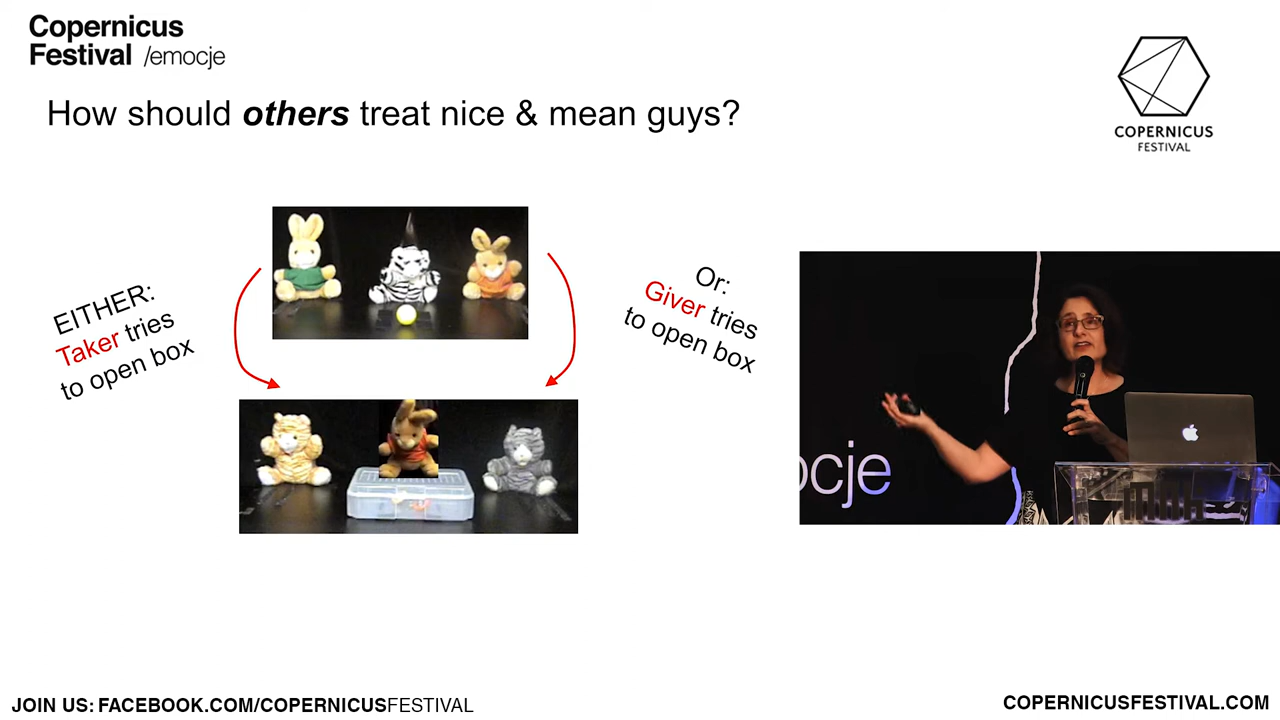 Copernicus
Festival /emocje
COPERNICUS
FESTIVAL
How should others treat nice & mean guys?
EITHER:
Taker tries
to open box
Or:
Giver tries
to open box
ocje
JOIN US: FACEBOOK.COM/COPERNICUSFESTIVAL
COPERNICUSFESTIVAL.COM